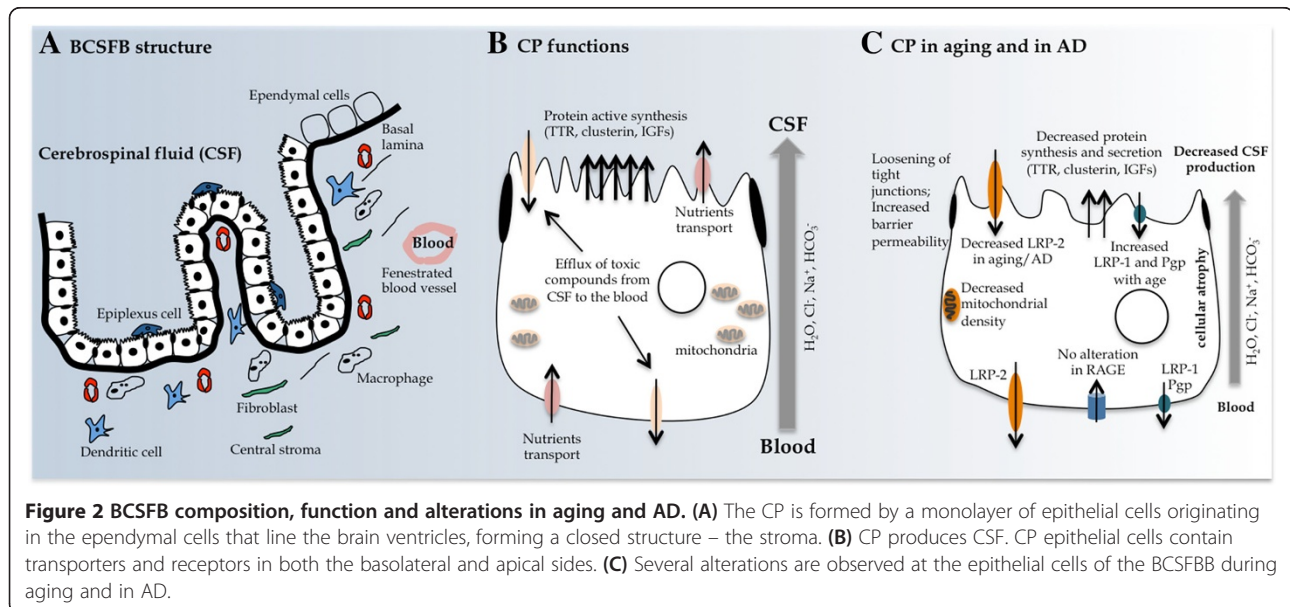 A BCSFB structure
Ependymal cells
Basal
lamina
Cerebrospinal fluid (CSF)
Blood
Fenestrated
blood vessel
Epiplexus cell
Macrophage
Fibroblast
Dendritic cell
Central stroma
B CP functions
Protein active synthesis
(TTR, clusterin, IGFs)
CSF
Nutrients
transport
Efflux of toxic
compounds from
CSF to the blood
mitochondria
H₂O, Cl⁻, Na⁺, HCO₃⁻
Nutrients
transport
Blood
C CP in aging and in AD
Loosening of
tight
junctions;
Increased
barrier
permeability
Decreased protein
synthesis and secretion
(TTR, clusterin, IGFs)
Decreased CSF
production
Decreased LRP-2
in aging/AD
Increased
LRP-1 and Pgp
with age
Decreased
mitochondrial
density
cellular atrophy
H₂O, Cl⁻, Na⁺, HCO₃⁻
LRP-2
No alteration
in RAGE
LRP-1
Pgp
Blood
Figure 2 BCSFB composition, function and alterations in aging and AD. (A) The CP is formed by a monolayer of epithelial cells originating
in the ependymal cells that line the brain ventricles, forming a closed structure – the stroma. (B) CP produces CSF. CP epithelial cells contain
transporters and receptors in both the basolateral and apical sides. (C) Several alterations are observed at the epithelial cells of the BCSFBB during
aging and in AD.